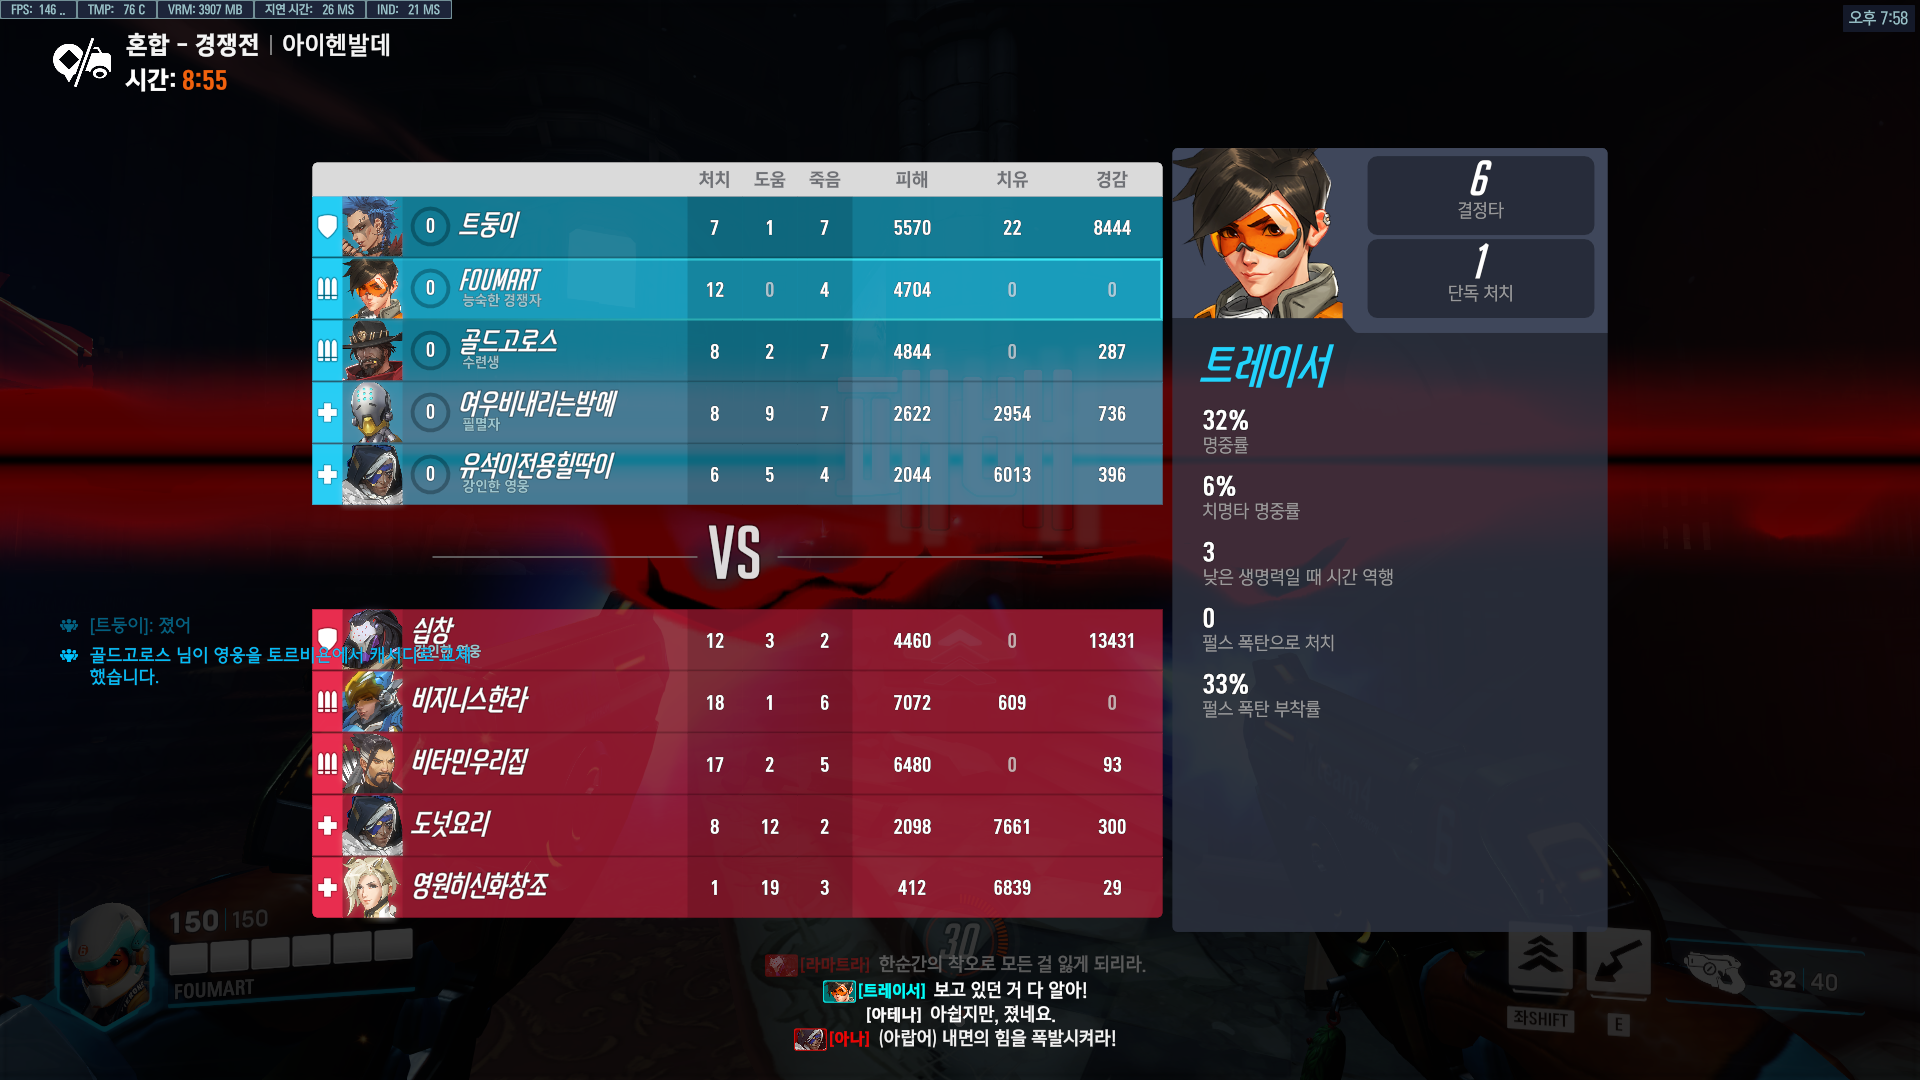 FPS: 146 .. TMP: 76 C VRM: 3907 MB 지연 시간: 26 MS IND: 21 MS
오후 7:58
혼합 - 경쟁전 | 아이헨발데
시간: 8:55
처치 도움 죽음 피해 치유 경감
0 트둥이 7 1 7 5570 22 8444
0 FOUMART 12 0 4 4704 0 0
능숙한 경쟁자
0 골드고로스 8 2 7 4844 0 287
수련생
0 여우비내리는밤에 8 9 7 2622 2954 736
필멸자
0 유석이전용힐딱이 6 5 4 2044 6013 396
강인한 영웅
패배
VS
십창 12 3 2 4460 0 13431
강인한 영웅
비지니스한라 18 1 6 7072 609 0
비타민우리집 17 2 5 6480 0 93
도넛요리 8 12 2 2098 7661 300
영원히신화창조 1 19 3 412 6839 29
6
결정타
1
단독 처치
트레이서
32%
명중률
6%
치명타 명중률
3
낮은 생명력일 때 시간 역행
0
펄스 폭탄으로 처치
33%
펄스 폭탄 부착률
[트둥이]: 졌어
골드고로스 님이 영웅을 토르비욘에서 캐서디로 교체
했습니다.
150 | 150
FOUMART
30
[라마트라] 한순간의 착오로 모든 걸 잃게 되리라.
[트레이서] 보고 있던 거 다 알아!
[아테나] 아쉽지만, 졌네요.
[아나] (아랍어) 내면의 힘을 폭발시켜라!
좌SHIFT
E
32 | 40